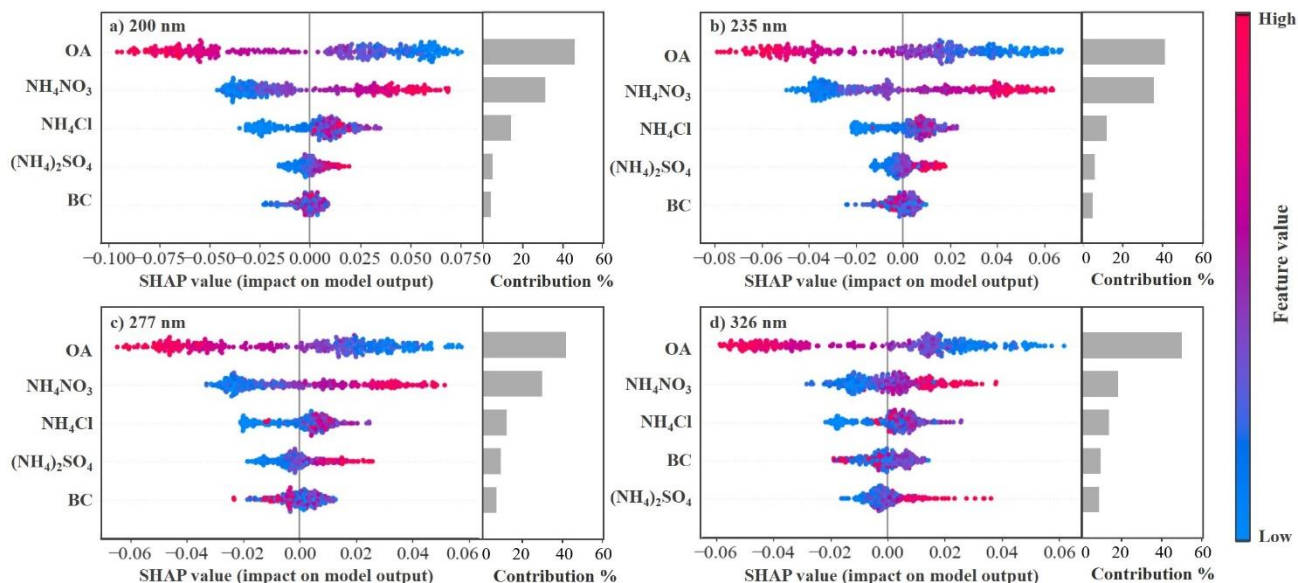 a) 200 nm
OA
NH₄NO₃
NH₄Cl
(NH₄)₂SO₄
BC
−0.100 −0.075 −0.050 −0.025 0.000 0.025 0.050 0.075
SHAP value (impact on model output)
0 20 40 60
Contribution %
b) 235 nm
OA
NH₄NO₃
NH₄Cl
(NH₄)₂SO₄
BC
−0.08 −0.06 −0.04 −0.02 0.00 0.02 0.04 0.06
SHAP value (impact on model output)
0 20 40 60
Contribution %
c) 277 nm
OA
NH₄NO₃
NH₄Cl
(NH₄)₂SO₄
BC
−0.06 −0.04 −0.02 0.00 0.02 0.04 0.06
SHAP value (impact on model output)
0 20 40 60
Contribution %
d) 326 nm
OA
NH₄NO₃
NH₄Cl
BC
(NH₄)₂SO₄
−0.06 −0.04 −0.02 0.00 0.02 0.04 0.06
SHAP value (impact on model output)
0 20 40 60
Contribution %
High
Feature value
Low